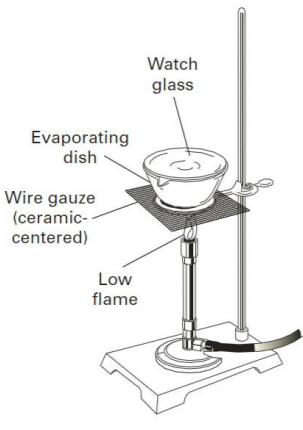 Watch
glass
Evaporating
dish
Wire gauze
(ceramic-
centered)
Low
flame